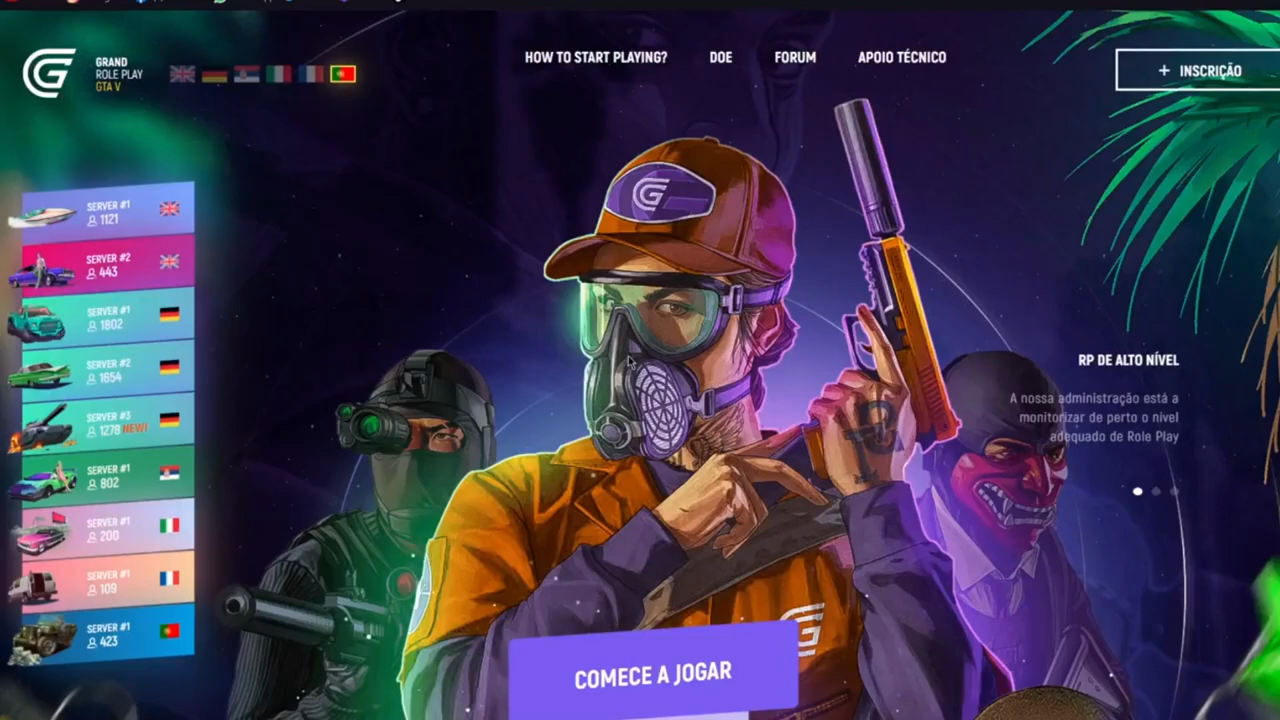 GRAND
ROLE PLAY
GTA V
HOW TO START PLAYING?
DOE
FORUM
APOIO TÉCNICO
+ INSCRIÇÃO
SERVER #1
1121
SERVER #2
443
SERVER #1
1802
SERVER #2
1654
SERVER #3
1278 NEW!
SERVER #1
802
SERVER #1
200
SERVER #1
109
SERVER #1
423
RP DE ALTO NÍVEL
A nossa administração está a
monitorizar de perto o nível
adequado de Role Play
COMECE A JOGAR